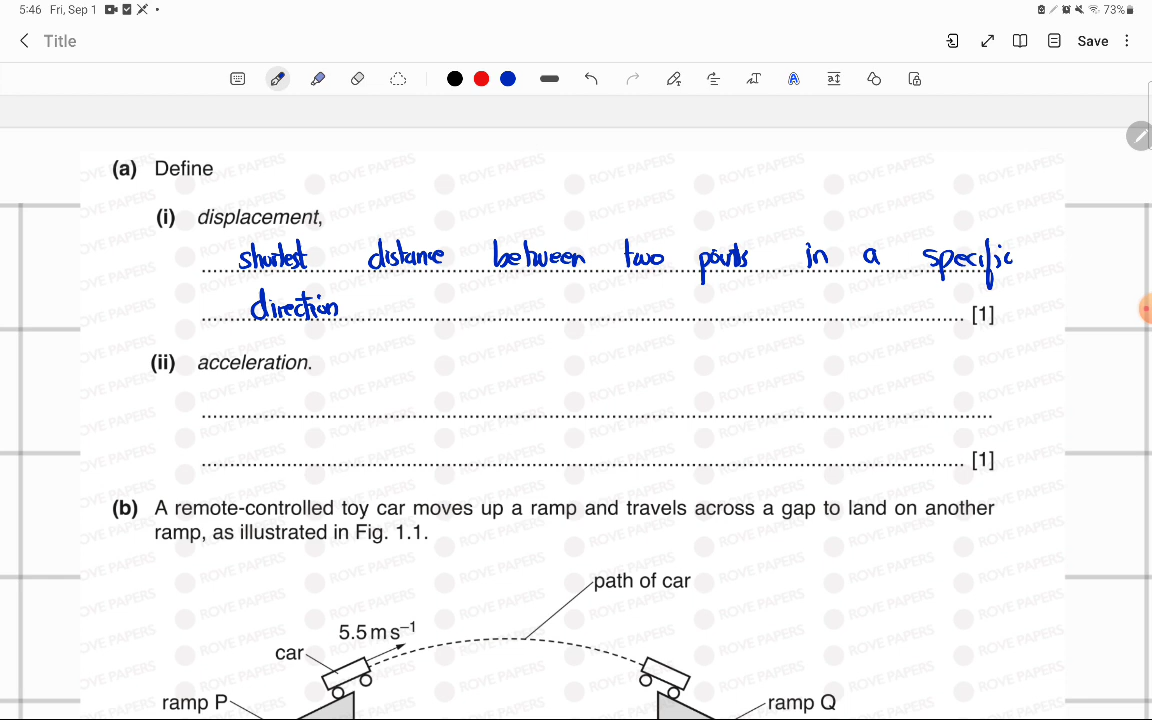 5:46 Fri, Sep 1
73%
Title
Save
(a) Define
(i) displacement,
shortest distance between two points in a specific
direction
[1]
(ii) acceleration.
[1]
(b) A remote-controlled toy car moves up a ramp and travels across a gap to land on another
ramp, as illustrated in Fig. 1.1.
path of car
5.5 m s⁻¹
car
ramp P
ramp Q
ROVE PAPERS